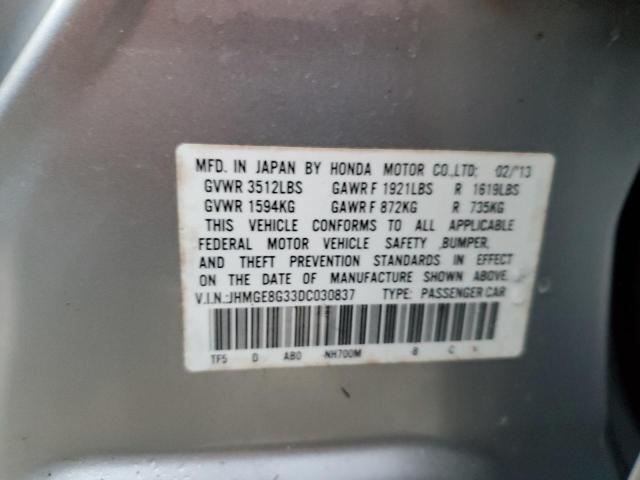 MFD. IN JAPAN BY HONDA MOTOR CO.,LTD; 02/'13
GVWR 3512LBS GAWR F 1921LBS R 1619LBS
GVWR 1594KG GAWR F 872KG R 735KG
THIS VEHICLE CONFORMS TO ALL APPLICABLE
FEDERAL MOTOR VEHICLE SAFETY ,BUMPER,
AND THEFT PREVENTION STANDARDS IN EFFECT
ON THE DATE OF MANUFACTURE SHOWN ABOVE.
V.I.N.:JHMGE8G33DC030837 TYPE: PASSENGER CAR
TF5 D AB0 -NH700M -B C